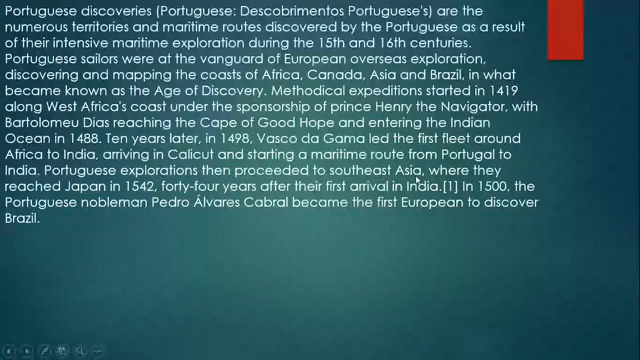 Portuguese discoveries (Portuguese: Descobrimentos Portuguese's) are the
numerous territories and maritime routes discovered by the Portuguese as a result
of their intensive maritime exploration during the 15th and 16th centuries.
Portuguese sailors were at the vanguard of European overseas exploration,
discovering and mapping the coasts of Africa, Canada, Asia and Brazil, in what
became known as the Age of Discovery. Methodical expeditions started in 1419
along West Africa's coast under the sponsorship of prince Henry the Navigator, with
Bartolomeu Dias reaching the Cape of Good Hope and entering the Indian
Ocean in 1488. Ten years later, in 1498, Vasco da Gama led the first fleet around
Africa to India, arriving in Calicut and starting a maritime route from Portugal to
India. Portuguese explorations then proceeded to southeast Asia, where they
reached Japan in 1542, forty-four years after their first arrival in India.[1] In 1500, the
Portuguese nobleman Pedro Álvares Cabral became the first European to discover
Brazil.